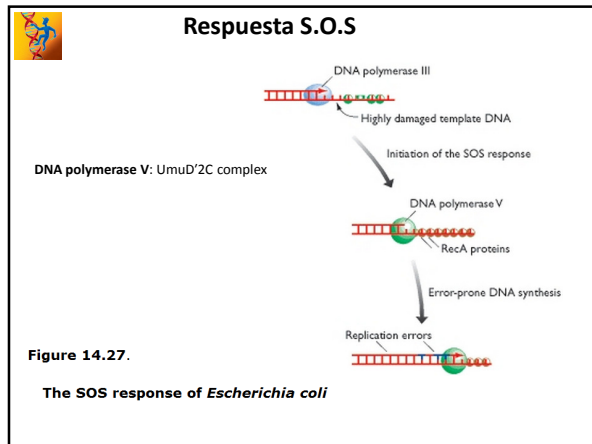 Respuesta S.O.S
DNA polymerase III
Highly damaged template DNA
Initiation of the SOS response
DNA polymerase V: UmuD'2C complex
DNA polymerase V
RecA proteins
Error-prone DNA synthesis
Replication errors
Figure 14.27.
The SOS response of Escherichia coli